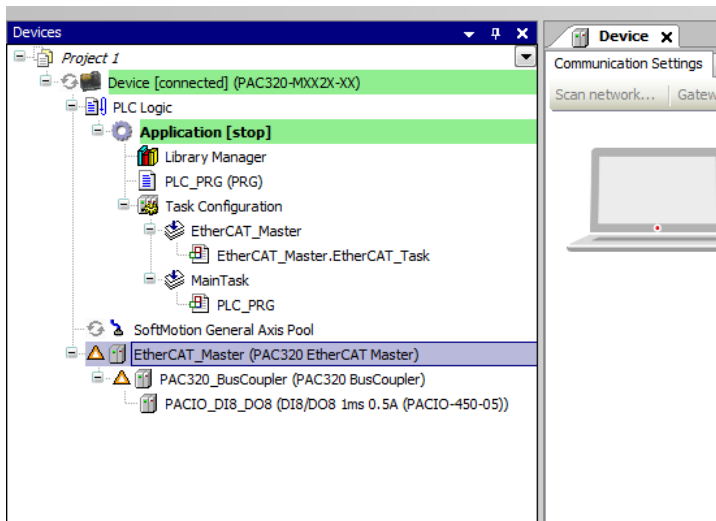 Devices
Project 1
Device [connected] (PAC320-MXX2X-XX)
PLC Logic
Application [stop]
Library Manager
PLC_PRG (PRG)
Task Configuration
EtherCAT_Master
EtherCAT_Master.EtherCAT_Task
MainTask
PLC_PRG
SoftMotion General Axis Pool
EtherCAT_Master (PAC320 EtherCAT Master)
PAC320_BusCoupler (PAC320 BusCoupler)
PACIO_DI8_DO8 (DI8/DO8 1ms 0.5A (PACIO-450-05))
Device
Communication Settings
Scan network... Gatew